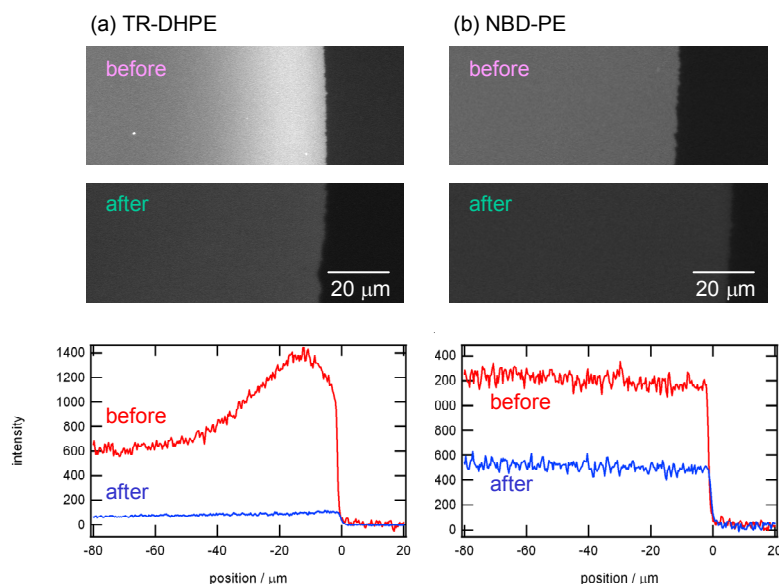 (a) TR-DHPE
before
after
20 μm
(b) NBD-PE
before
after
20 μm
1400
1200
1000
800
600
400
200
0
intensity
before
after
-80
-60
-40
-20
0
20
position / μm
400
200
000
800
600
400
200
0
before
after
-80
-60
-40
-20
0
20
position / μm